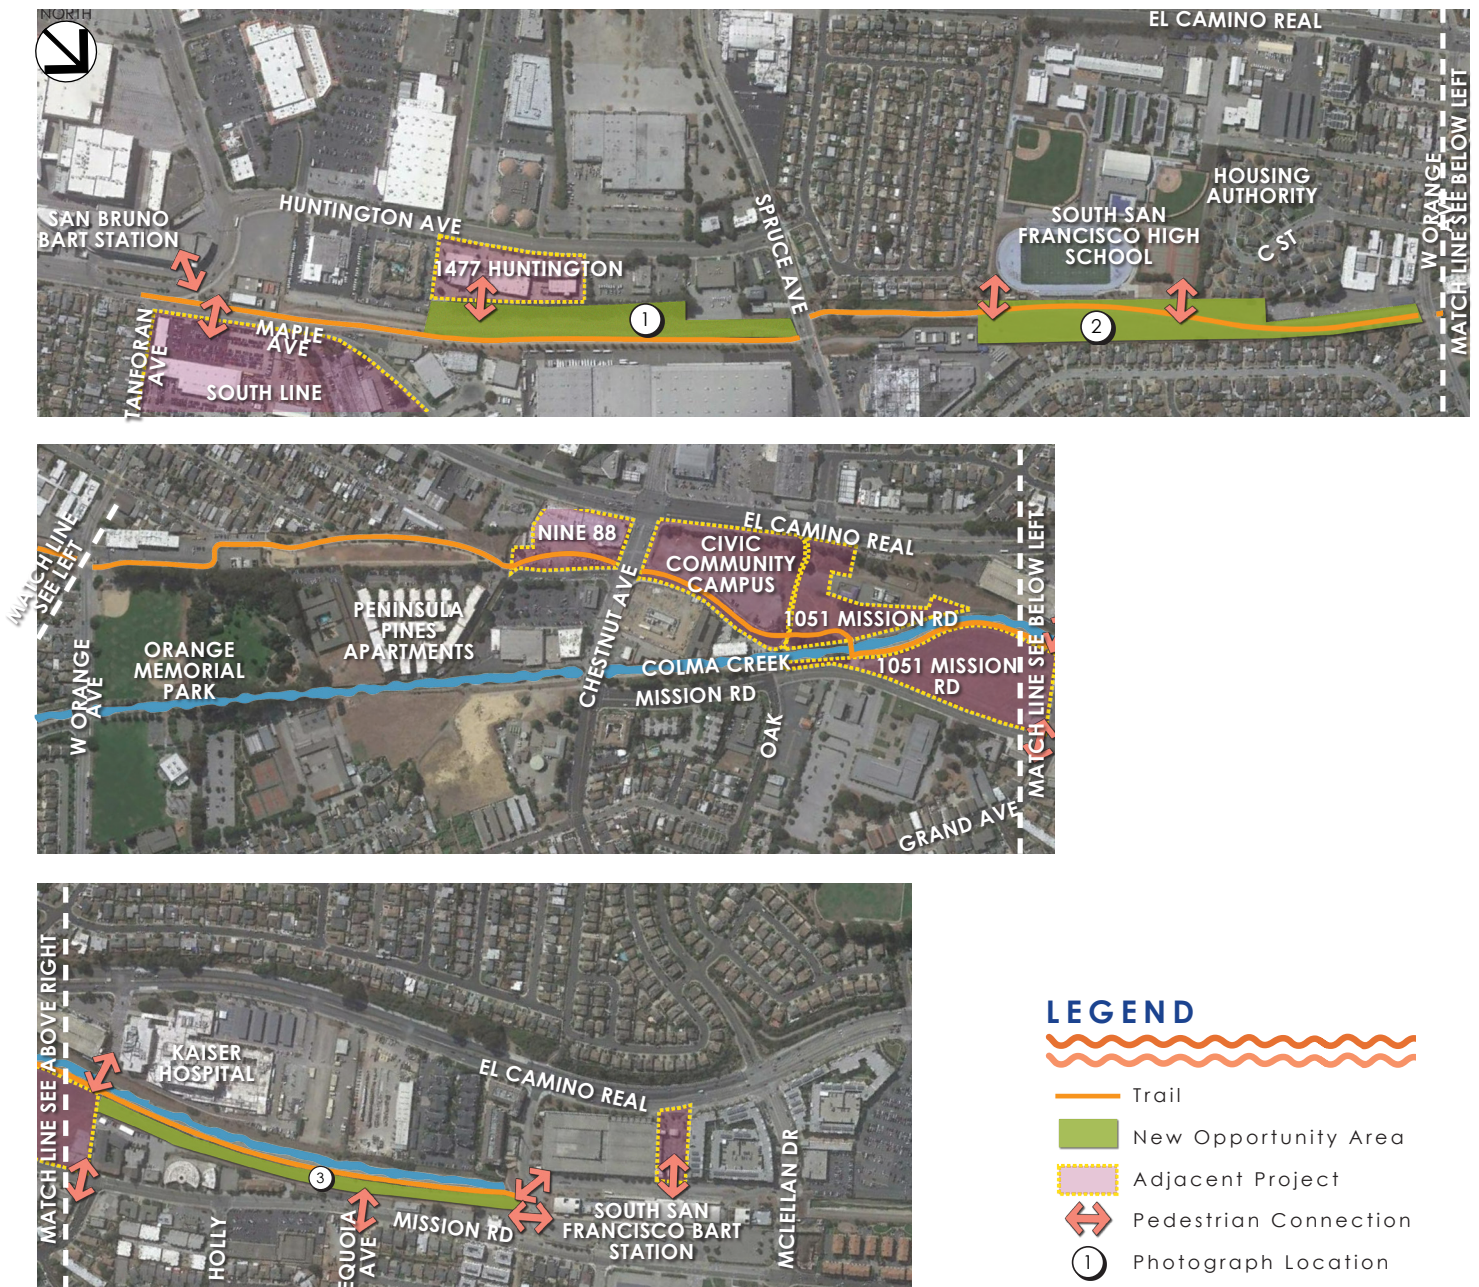 NORTH
EL CAMINO REAL
HUNTINGTON AVE
SAN BRUNO
BART STATION
1477 HUNTINGTON
SPRUCE AVE
SOUTH SAN
FRANCISCO HIGH
SCHOOL
HOUSING
AUTHORITY
C ST
W ORANGE
AVE
MATCH LINE SEE BELOW LEFT
1
2
TANFORAN
AVE
MAPLE
AVE
SOUTH LINE
MATCH LINE
SEE LEFT
W ORANGE
AVE
ORANGE
MEMORIAL
PARK
PENINSULA
PINES
APARTMENTS
NINE 88
CHESTNUT AVE
EL CAMINO REAL
CIVIC
COMMUNITY
CAMPUS
1051 MISSION RD
COLMA CREEK
MISSION RD
1051 MISSION
RD
OAK
GRAND AVE
MATCH LINE SEE BELOW LEFT
MATCH LINE SEE ABOVE RIGHT
KAISER
HOSPITAL
EL CAMINO REAL
3
HOLLY
EQUOIA
AVE
MISSION RD
SOUTH SAN
FRANCISCO BART
STATION
MCLELLAN DR
LEGEND
Trail
New Opportunity Area
Adjacent Project
Pedestrian Connection
1
Photograph Location